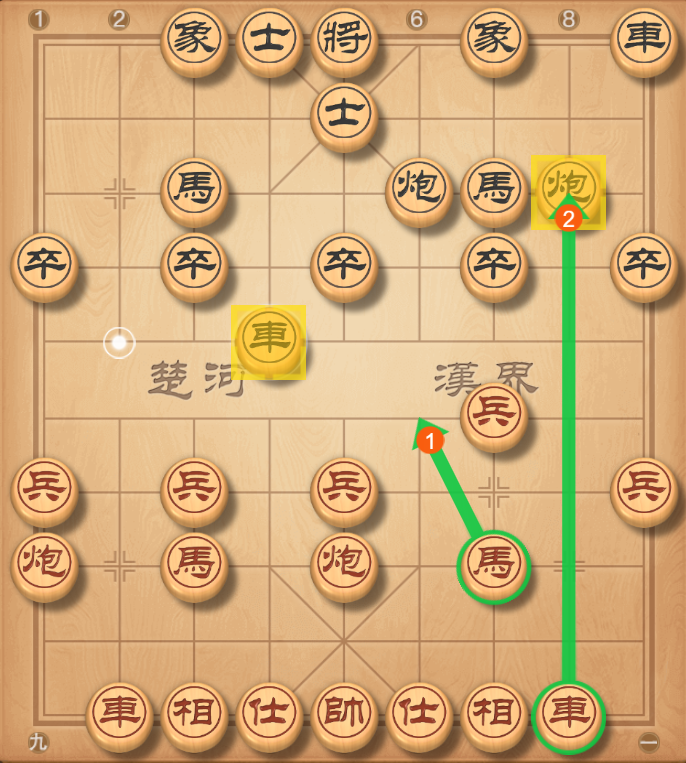 1 2 6 8
象 士 將 象 車
士
馬 炮 馬 炮
2
卒 卒 卒 卒 卒
車
楚河 漢界
兵
1
兵 兵 兵 兵
炮 馬 炮 馬
車 相 仕 帥 仕 相 車
九 一